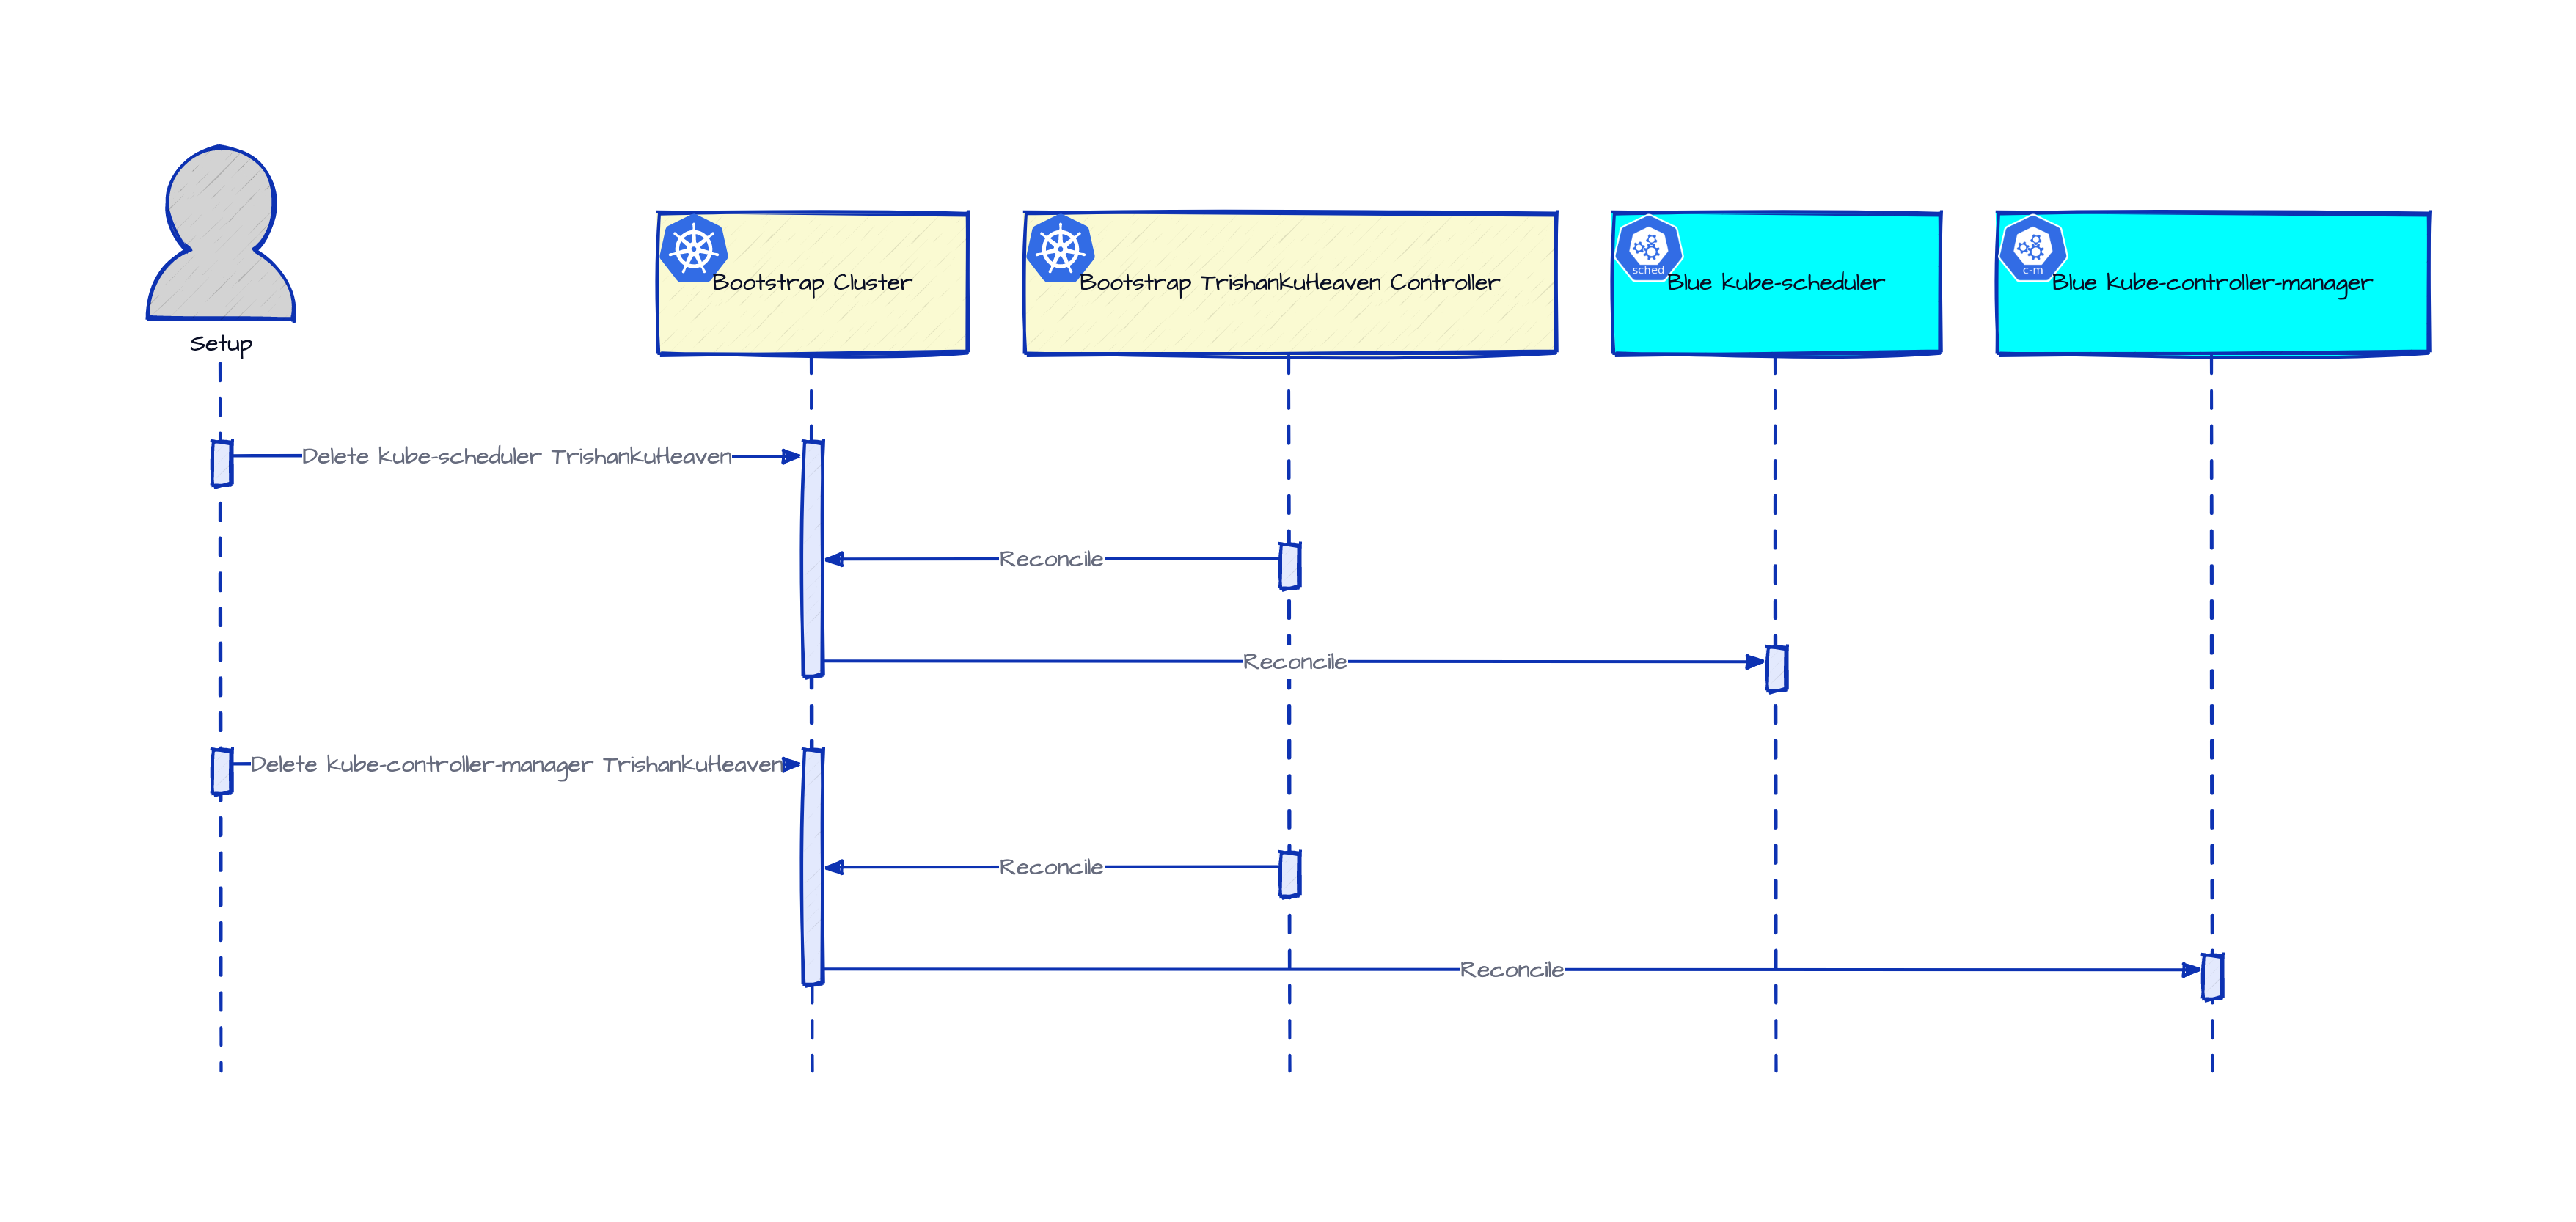 Setup
Bootstrap Cluster
Bootstrap TrishankuHeaven Controller
sched
Blue kube-scheduler
c-m
Blue kube-controller-manager
Delete kube-scheduler TrishankuHeaven
Reconcile
Reconcile
Delete kube-controller-manager TrishankuHeaven
Reconcile
Reconcile